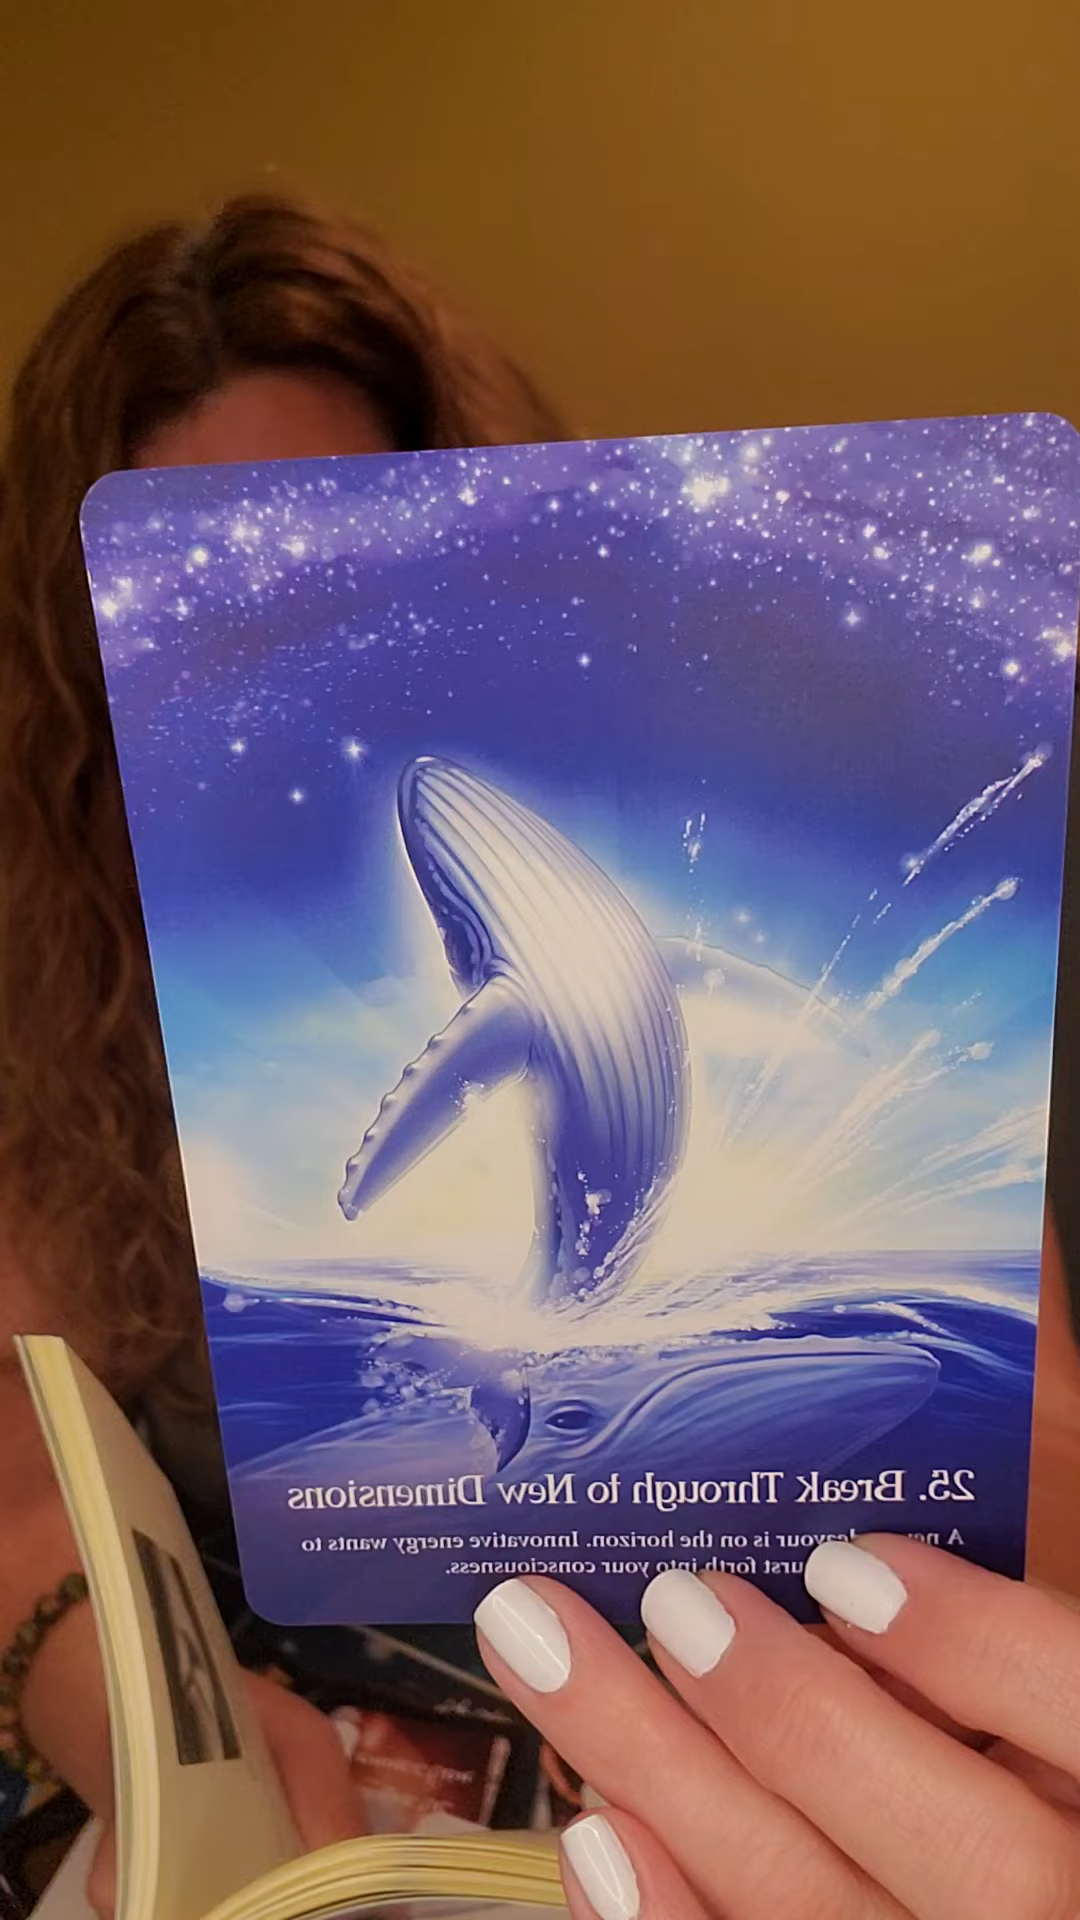 25. Break Through to New Dimensions
A new endeavour is on the horizon. Innovative energy wants to
burst forth into your consciousness.